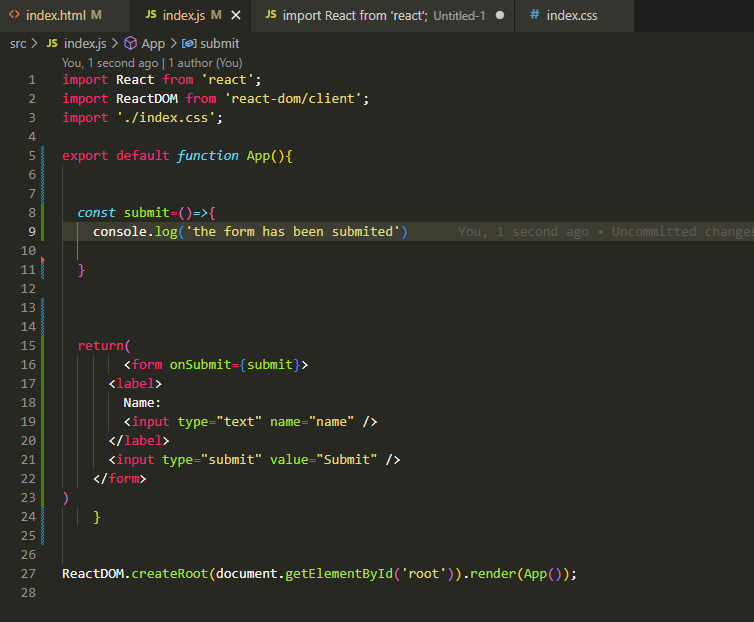 index.html M JS index.js M × JS import React from 'react'; Untitled-1 ● # index.css
src > JS index.js > App > submit
You, 1 second ago | 1 author (You)
1 import React from 'react';
2 import ReactDOM from 'react-dom/client';
3 import './index.css';
4
5 export default function App(){
6
7
8 const submit=()=>{
9 console.log('the form has been submited') You, 1 second ago • Uncommitted changes
10
11 }
12
13
14
15 return(
16 <form onSubmit={submit}>
17 <label>
18 Name:
19 <input type="text" name="name" />
20 </label>
21 <input type="submit" value="Submit" />
22 </form>
23 )
24 }
25
26
27 ReactDOM.createRoot(document.getElementById('root')).render(App());
28